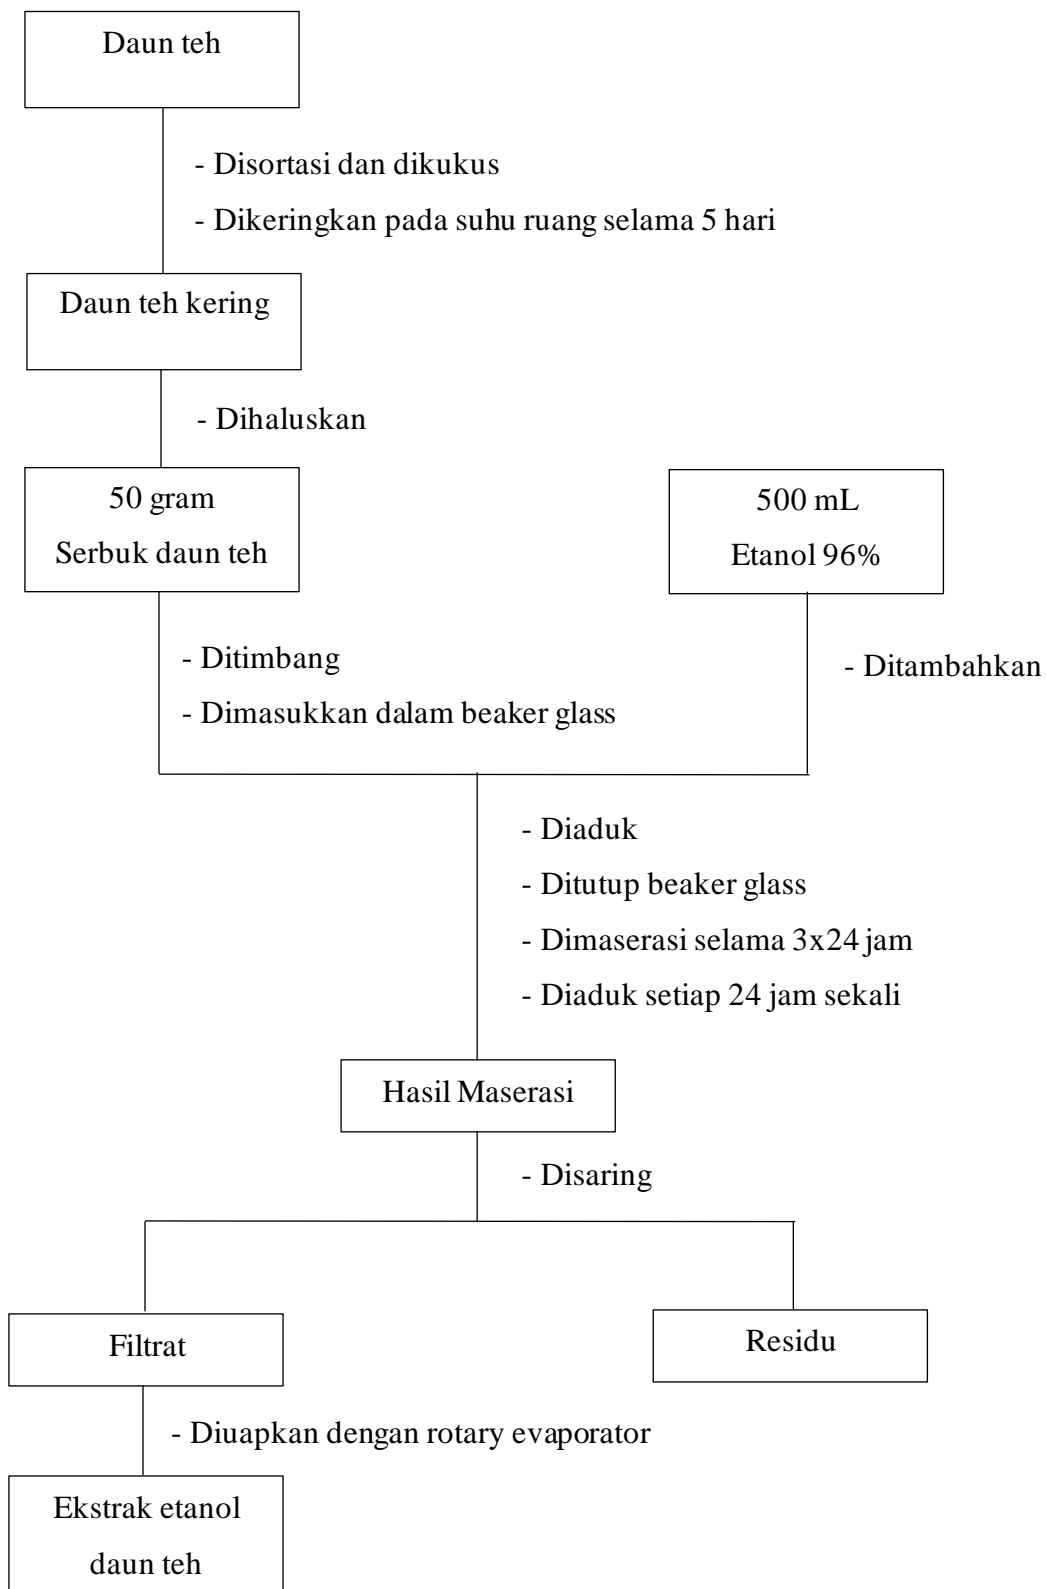 Daun teh
- Disortasi dan dikukus
- Dikeringkan pada suhu ruang selama 5 hari
Daun teh kering
- Dihaluskan
50 gram
Serbuk daun teh
500 mL
Etanol 96%
- Ditimbang
- Dimasukkan dalam beaker glass
- Ditambahkan
- Diaduk
- Ditutup beaker glass
- Dimaserasi selama 3x24 jam
- Diaduk setiap 24 jam sekali
Hasil Maserasi
- Disaring
Filtrat
Residu
- Diuapkan dengan rotary evaporator
Ekstrak etanol
daun teh